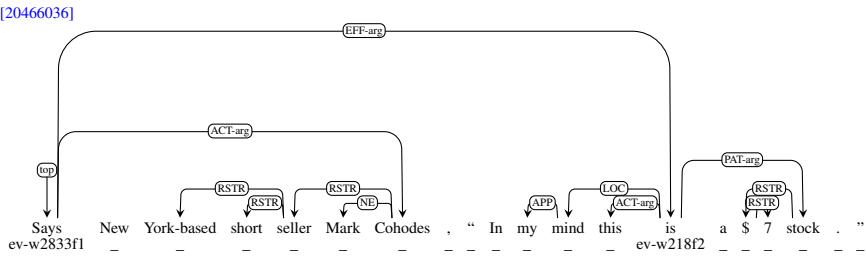 [20466036]
EFF-arg
ACT-arg
PAT-arg
top
RSTR RSTR LOC RSTR
RSTR NE APP ACT-arg RSTR
Says New York-based short seller Mark Cohodes , “ In my mind this is a $ 7 stock . ”
ev-w2833f1 _ _ _ _ _ _ _ _ _ _ _ _ ev-w218f2 _ _ _ _ _ _